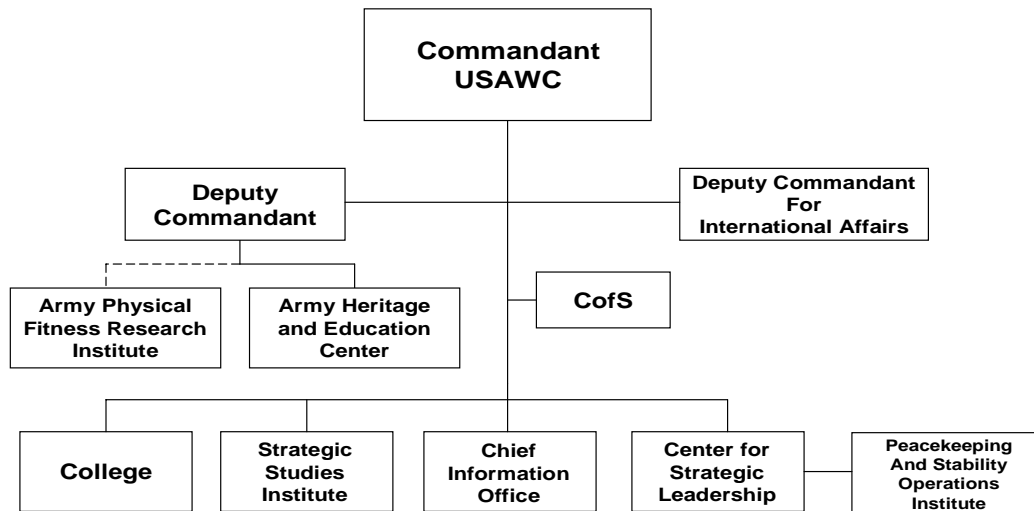 Commandant
USAWC
Deputy
Commandant
Deputy Commandant
For
International Affairs
Army Physical
Fitness Research
Institute
Army Heritage
and Education
Center
CofS
College
Strategic
Studies
Institute
Chief
Information
Office
Center for
Strategic
Leadership
Peacekeeping
And Stability
Operations
Institute